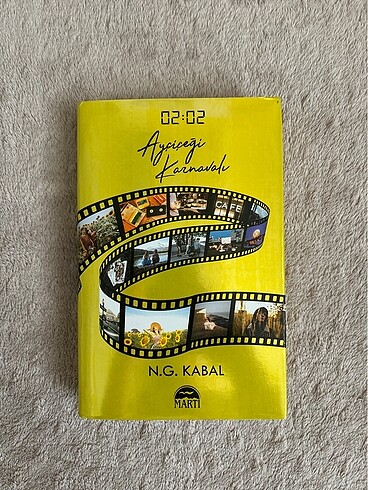 02:02
Ayçiçeği
Karnavalı
CAFE
N.G. KABAL
MARTI